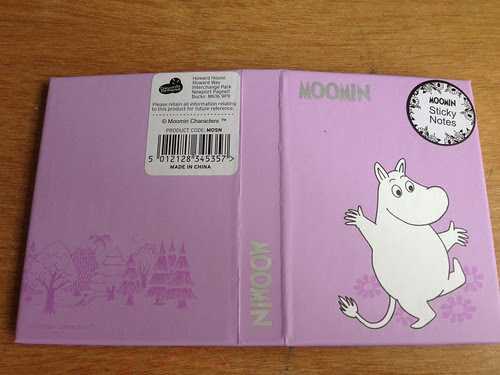 Howard House
Howard Way
Interchange Park
Newport Pagnell
Bucks. MK16 9PX
Please retain all information relating
to this product for future reference.
© Moomin Characters ™
PRODUCT CODE: MOSN
5 012128 345357 >
MADE IN CHINA
© Moomin Characters™
MOOMIN
MOOMIN
MOOMIN
Sticky
Notes